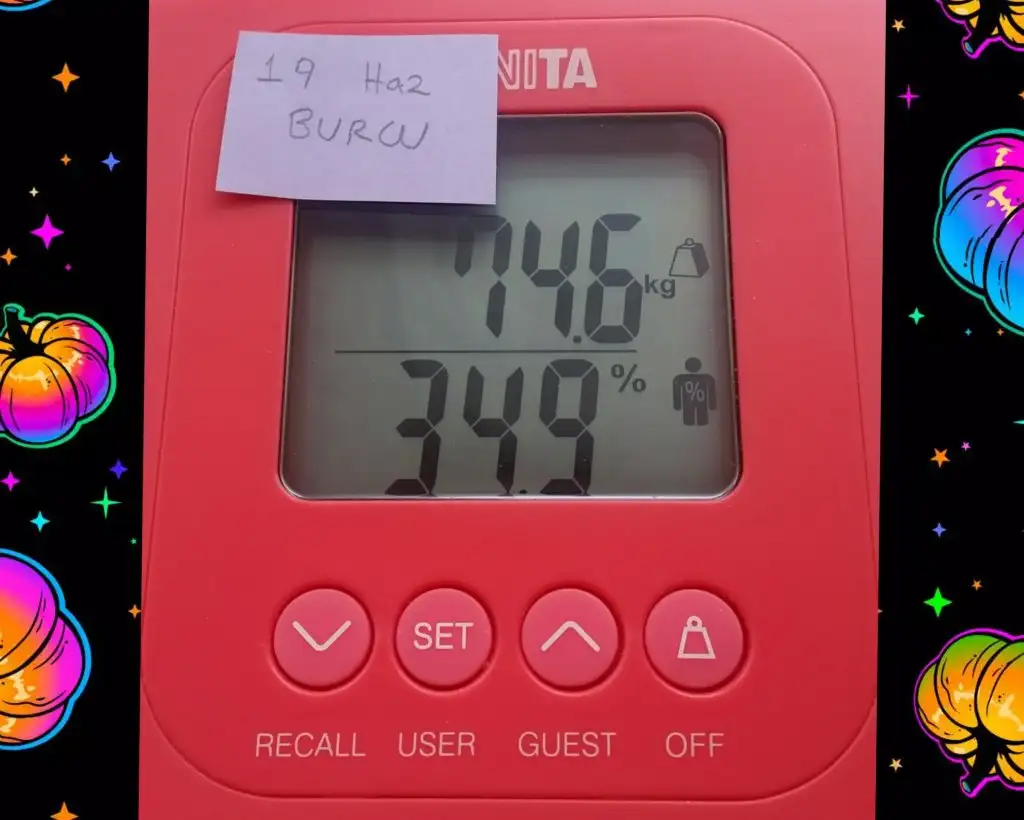 19 Haz
BURCU
NITA
74.6 kg
34.9 %
%
SET
RECALL USER GUEST OFF